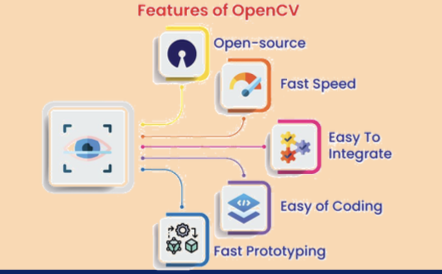 Features of OpenCV
Open-source
Fast Speed
Easy To
Integrate
Easy of Coding
Fast Prototyping